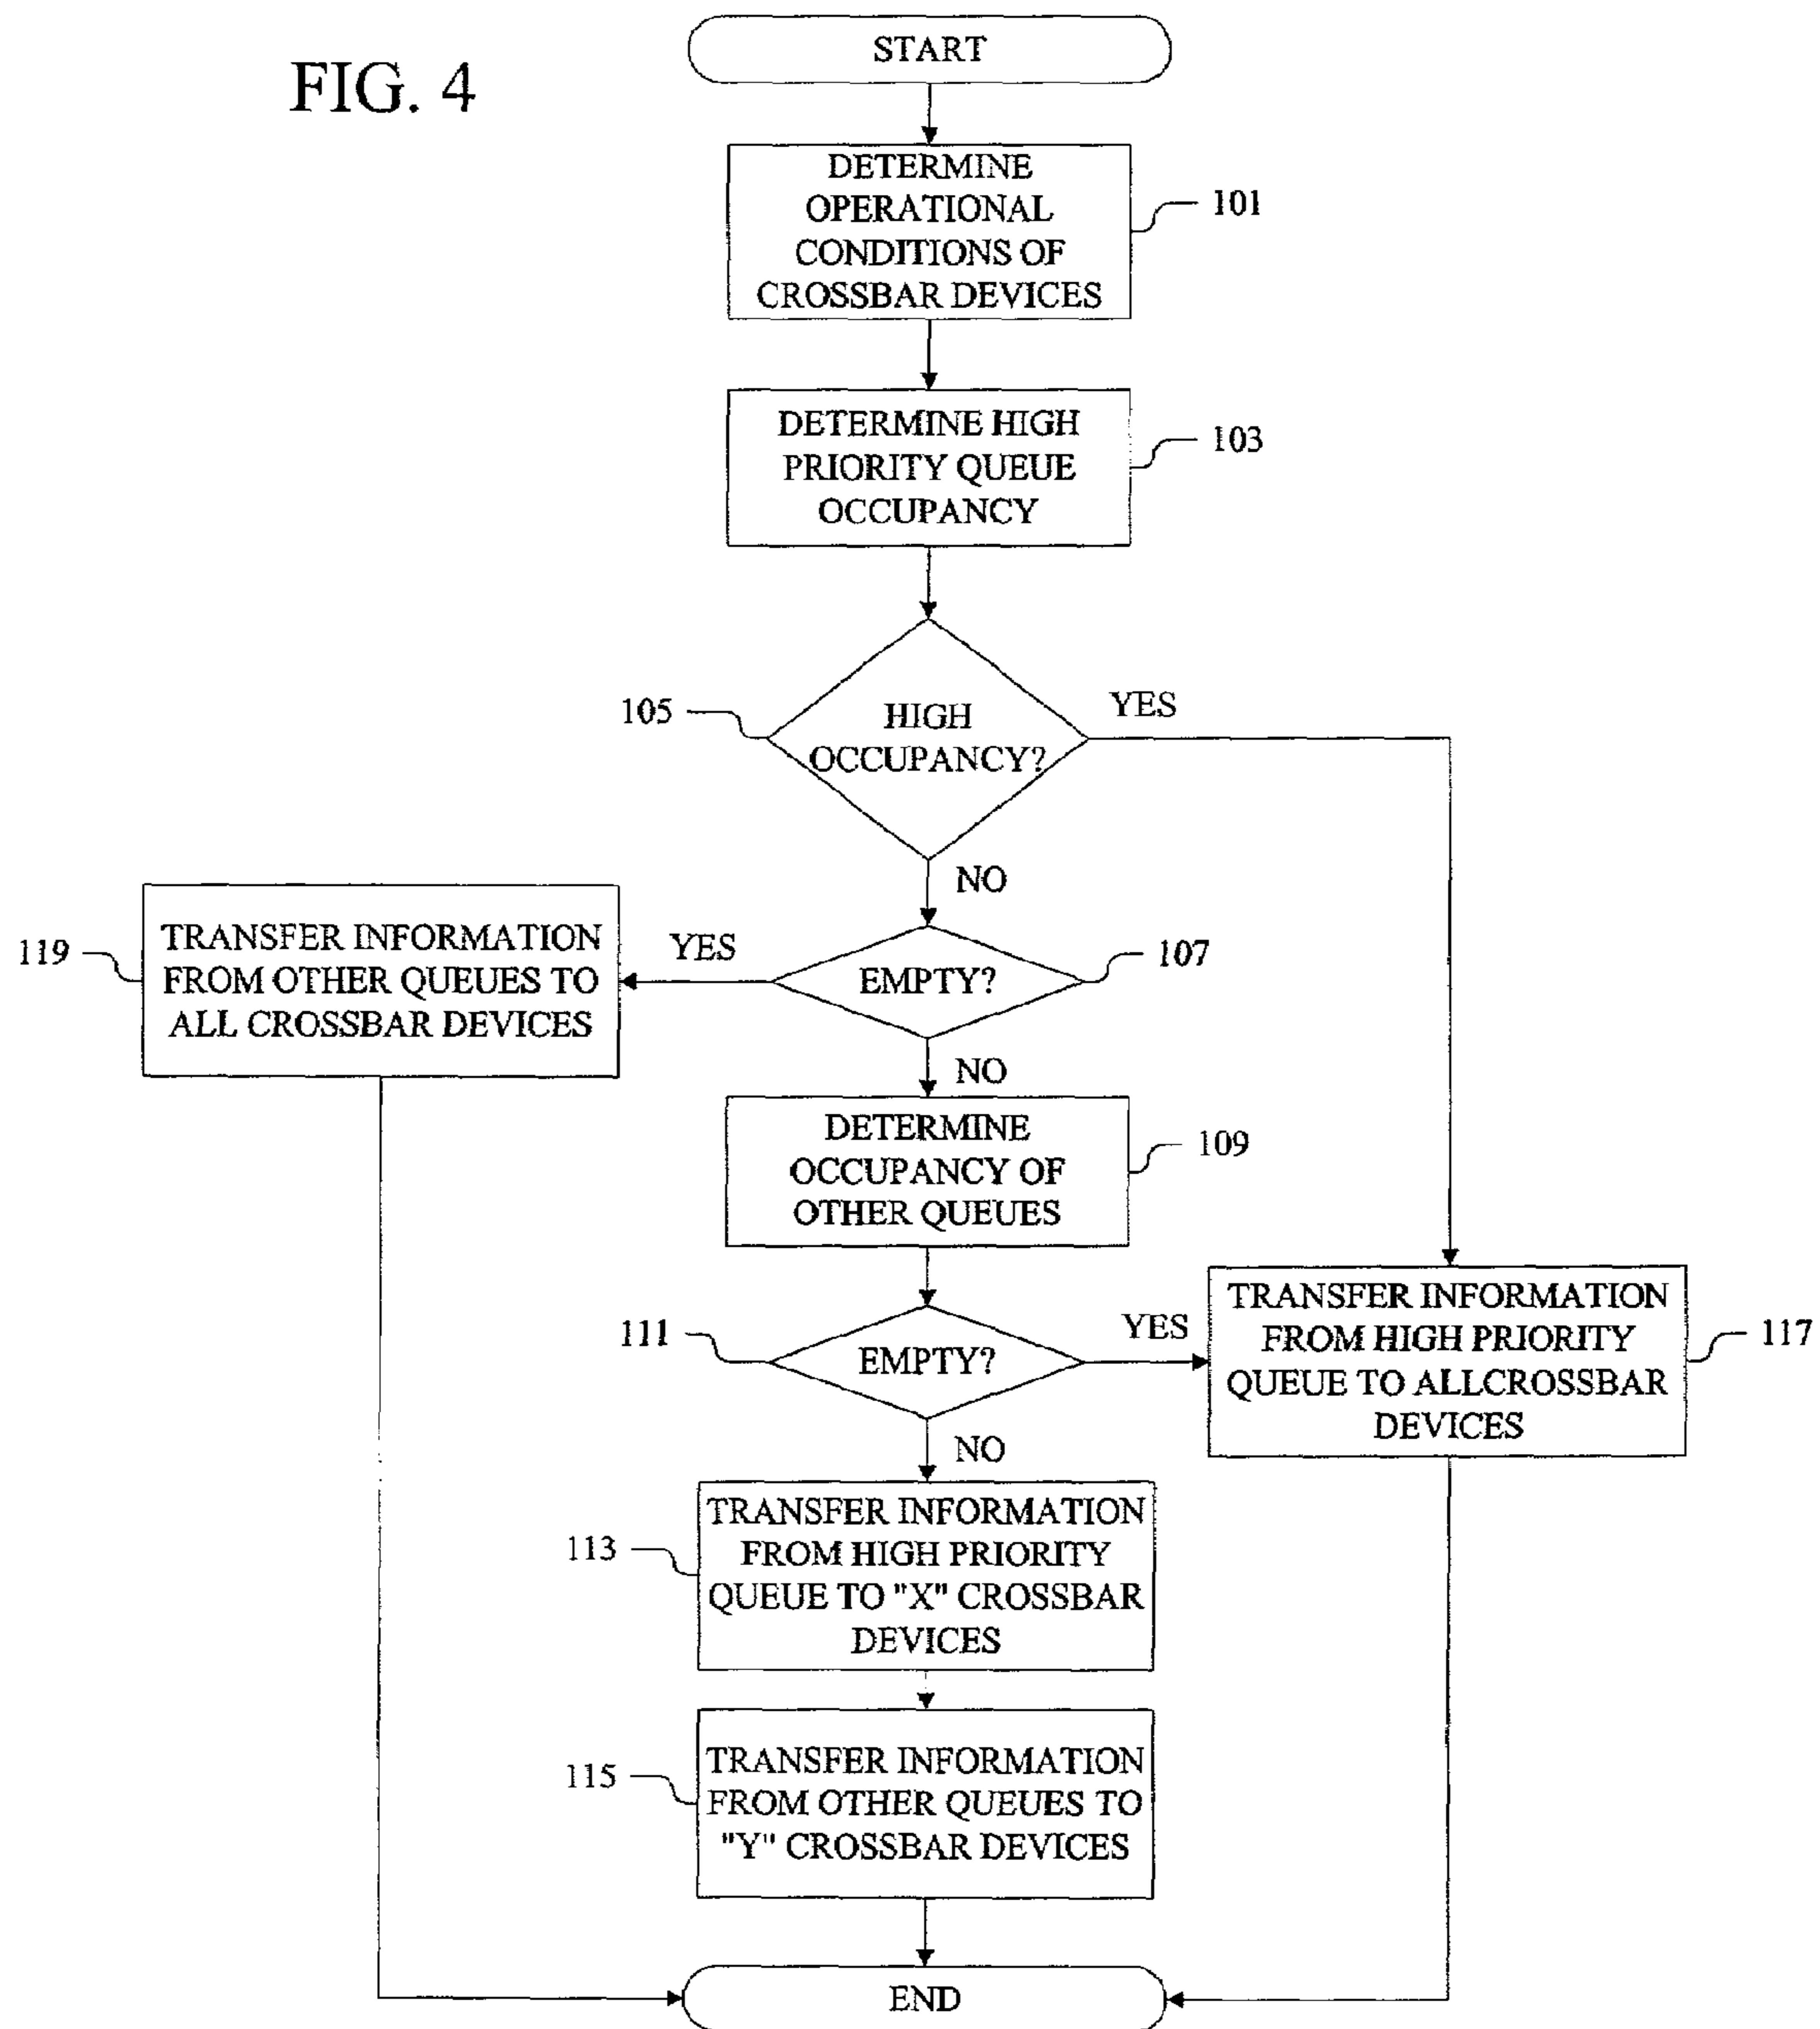 FIG. 4
START
DETERMINE
OPERATIONAL
CONDITIONS OF
CROSSBAR DEVICES
101
DETERMINE HIGH
PRIORITY QUEUE
OCCUPANCY
103
105
HIGH
OCCUPANCY?
YES
NO
119
TRANSFER INFORMATION
FROM OTHER QUEUES TO
ALL CROSSBAR DEVICES
YES
EMPTY?
107
NO
DETERMINE
OCCUPANCY OF
OTHER QUEUES
109
111
EMPTY?
YES
TRANSFER INFORMATION
FROM HIGH PRIORITY
QUEUE TO ALLCROSSBAR
DEVICES
117
NO
113
TRANSFER INFORMATION
FROM HIGH PRIORITY
QUEUE TO "X" CROSSBAR
DEVICES
115
TRANSFER INFORMATION
FROM OTHER QUEUES TO
"Y" CROSSBAR DEVICES
END